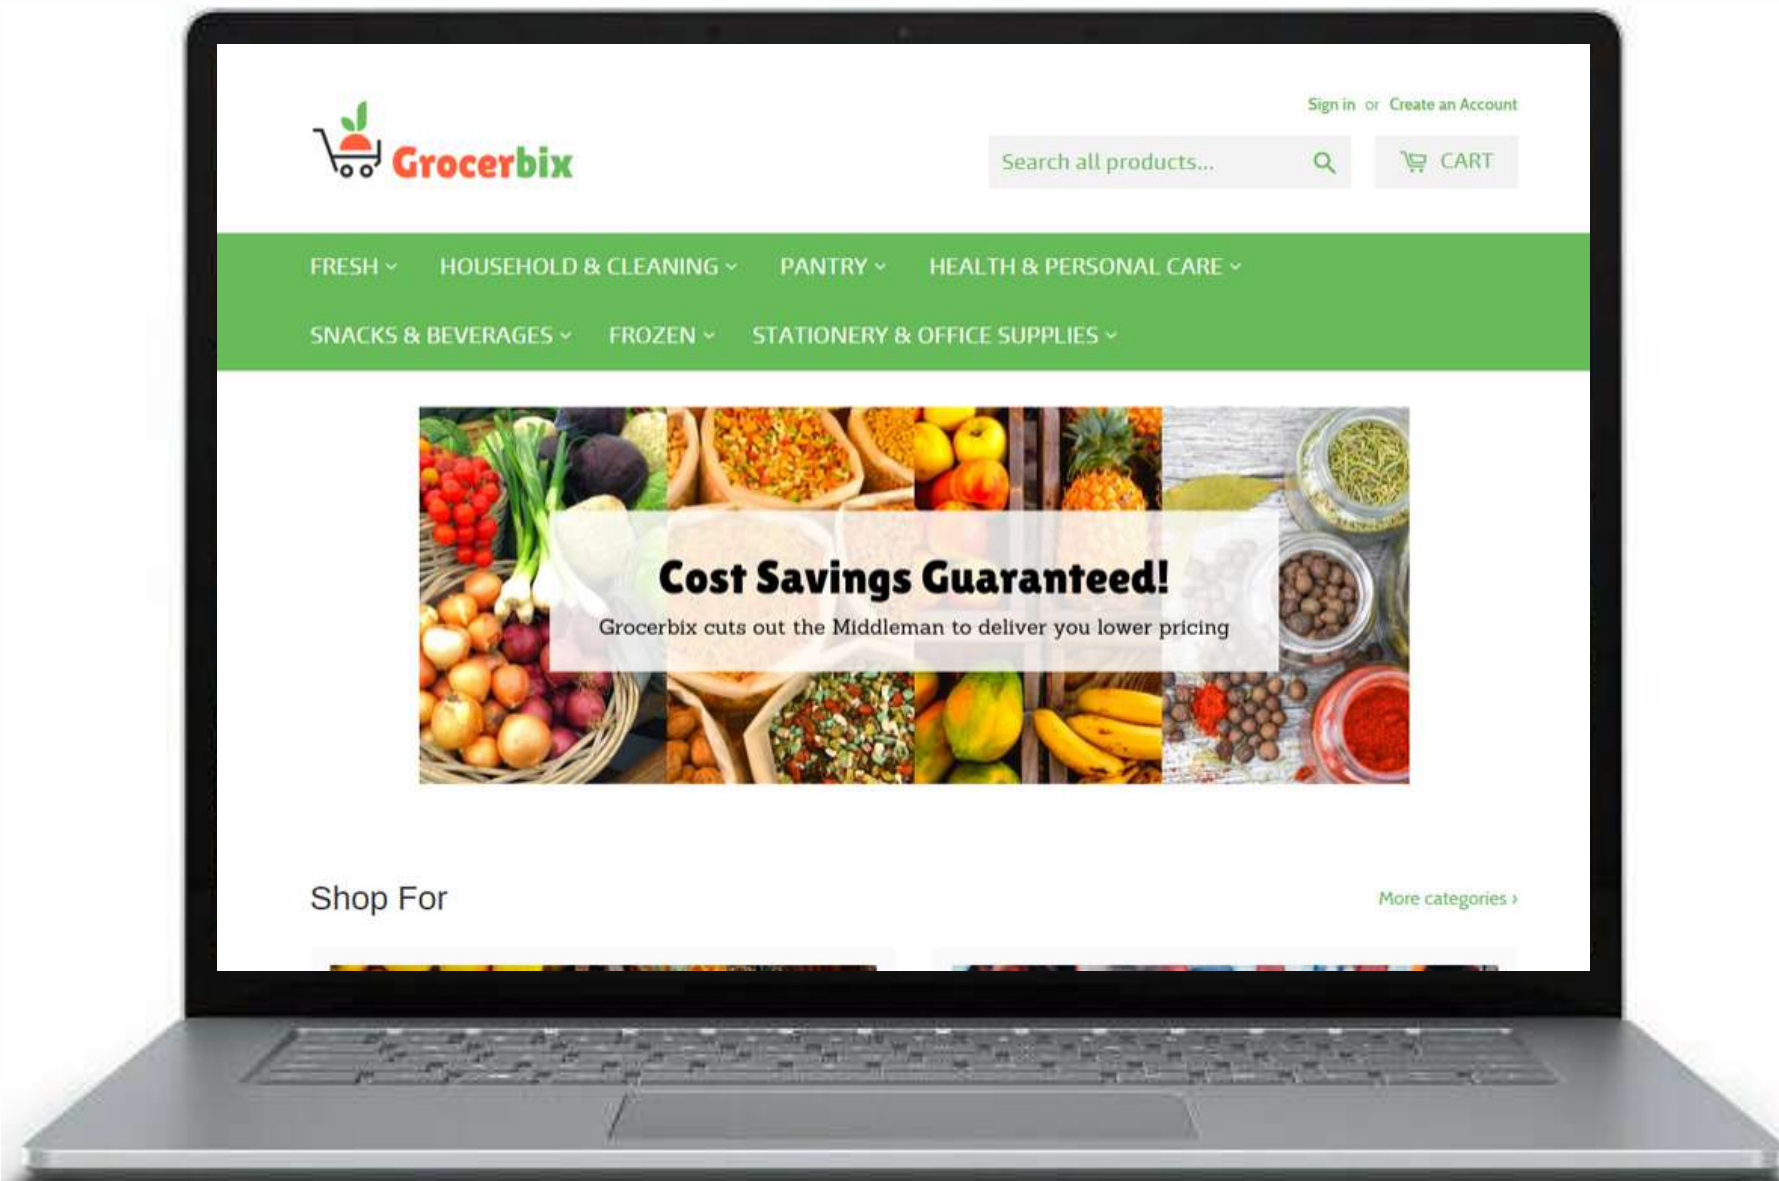 Sign in or Create an Account
Grocerbix
Search all products...
CART
FRESH
HOUSEHOLD & CLEANING
PANTRY
HEALTH & PERSONAL CARE
SNACKS & BEVERAGES
FROZEN
STATIONERY & OFFICE SUPPLIES
Cost Savings Guaranteed!
Grocerbix cuts out the Middleman to deliver you lower pricing
Shop For
More categories ›